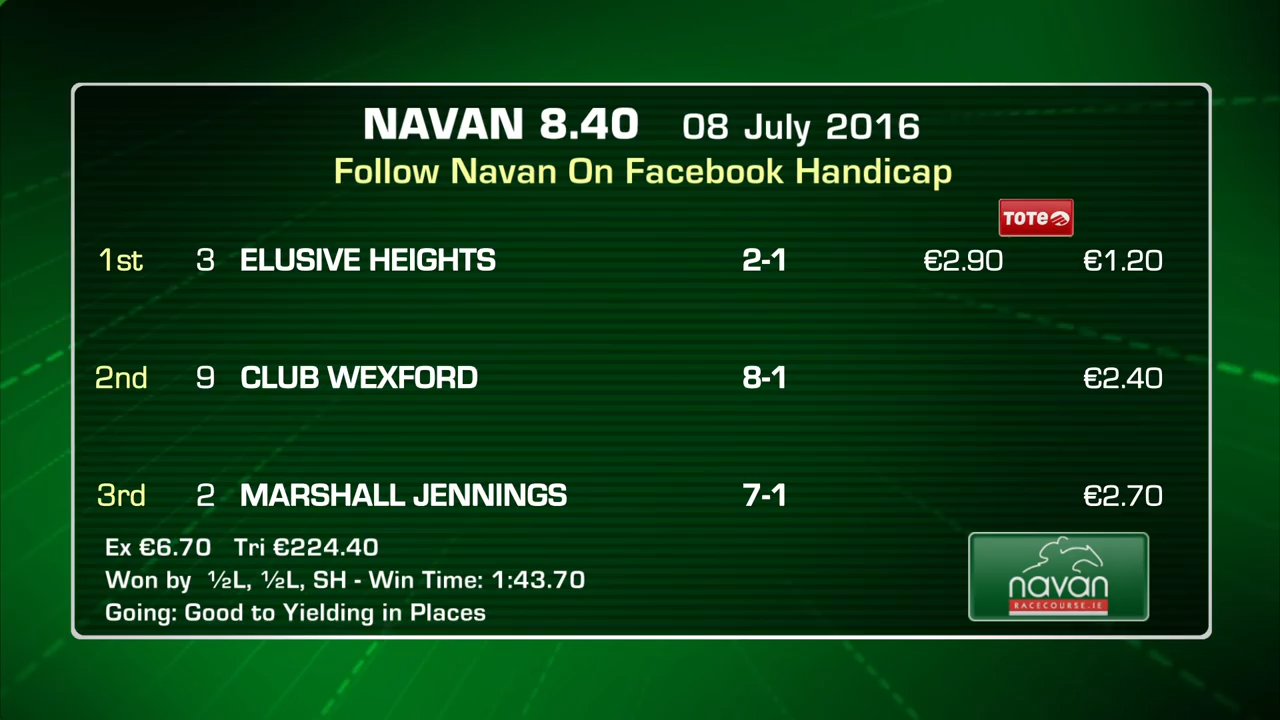 NAVAN 8.40 08 July 2016
Follow Navan On Facebook Handicap
TOTE
1st 3 ELUSIVE HEIGHTS 2-1 €2.90 €1.20
2nd 9 CLUB WEXFORD 8-1 €2.40
3rd 2 MARSHALL JENNINGS 7-1 €2.70
Ex €6.70 Tri €224.40
Won by ½L, ½L, SH - Win Time: 1:43.70
Going: Good to Yielding in Places
navan
RACECOURSE.IE